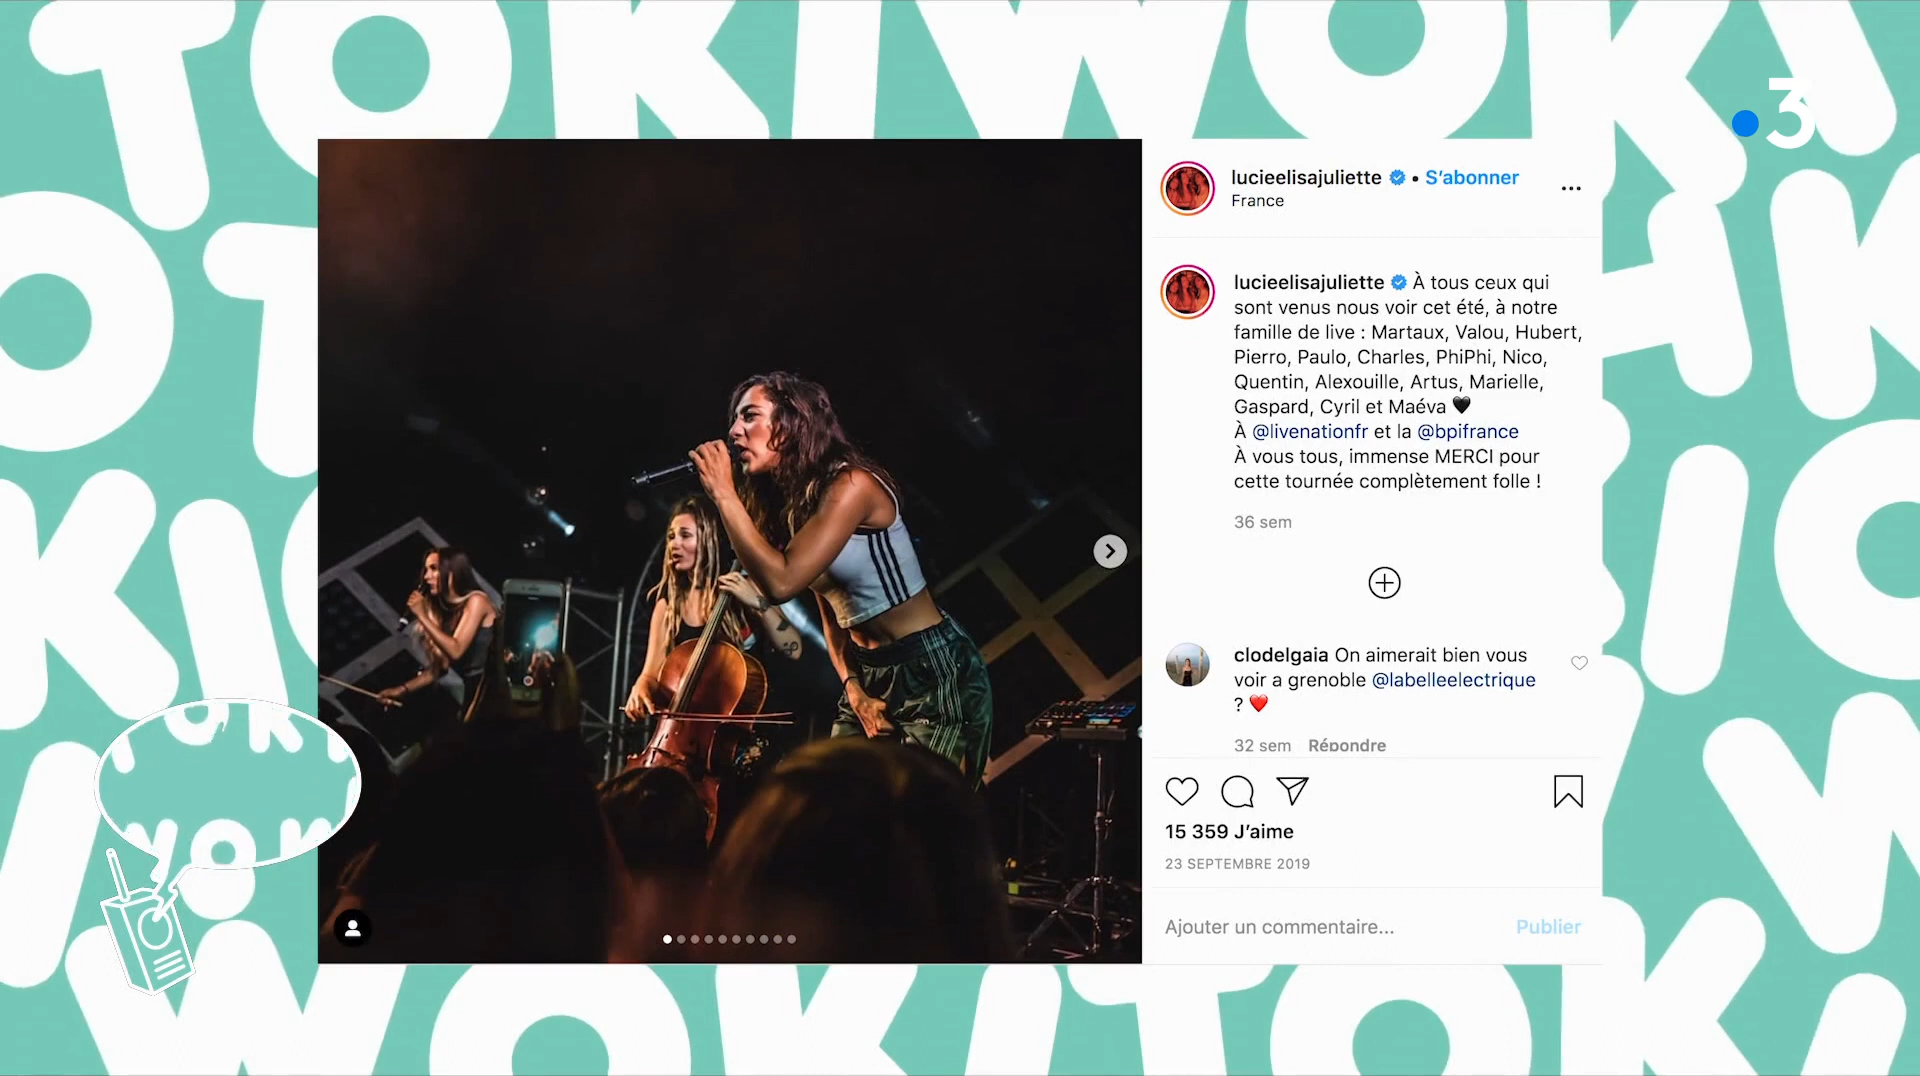 TOKIWOKI
3
lucieelisajuliette • S'abonner
France
lucieelisajuliette À tous ceux qui
sont venus nous voir cet été, à notre
famille de live : Martaux, Valou, Hubert,
Pierro, Paulo, Charles, PhiPhi, Nico,
Quentin, Alexouille, Artus, Marielle,
Gaspard, Cyril et Maéva 🖤
À @livenationfr et la @bpifrance
À vous tous, immense MERCI pour
cette tournée complètement folle !
36 sem
clodelgaia On aimerait bien vous
voir a grenoble @labelleelectrique
? ❤️
32 sem Répondre
15 359 J'aime
23 SEPTEMBRE 2019
Ajouter un commentaire... Publier
WOKITOKI